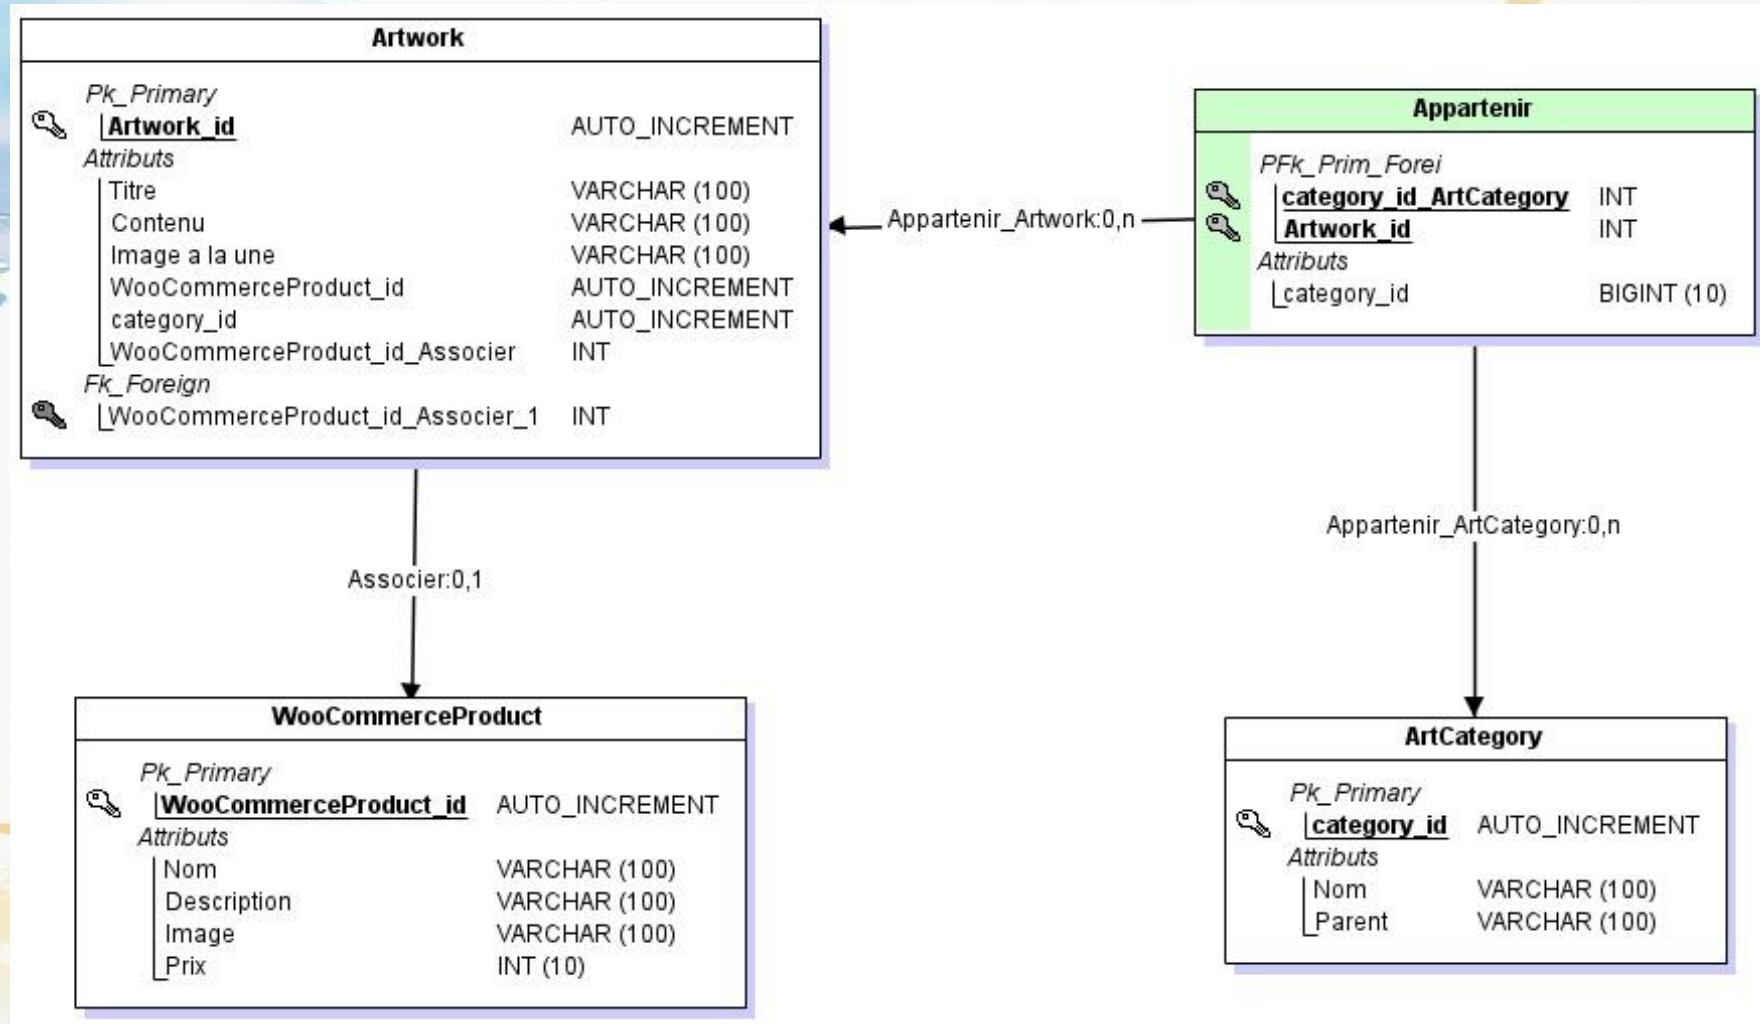 Artwork
Pk_Primary
Artwork_id AUTO_INCREMENT
Attributs
Titre VARCHAR (100)
Contenu VARCHAR (100)
Image a la une VARCHAR (100)
WooCommerceProduct_id AUTO_INCREMENT
category_id AUTO_INCREMENT
WooCommerceProduct_id_Associer INT
Fk_Foreign
WooCommerceProduct_id_Associer_1 INT
Appartenir_Artwork:0,n
Appartenir
PFk_Prim_Forei
category_id_ArtCategory INT
Artwork_id INT
Attributs
category_id BIGINT (10)
Associer:0,1
Appartenir_ArtCategory:0,n
WooCommerceProduct
Pk_Primary
WooCommerceProduct_id AUTO_INCREMENT
Attributs
Nom VARCHAR (100)
Description VARCHAR (100)
Image VARCHAR (100)
Prix INT (10)
ArtCategory
Pk_Primary
category_id AUTO_INCREMENT
Attributs
Nom VARCHAR (100)
Parent VARCHAR (100)